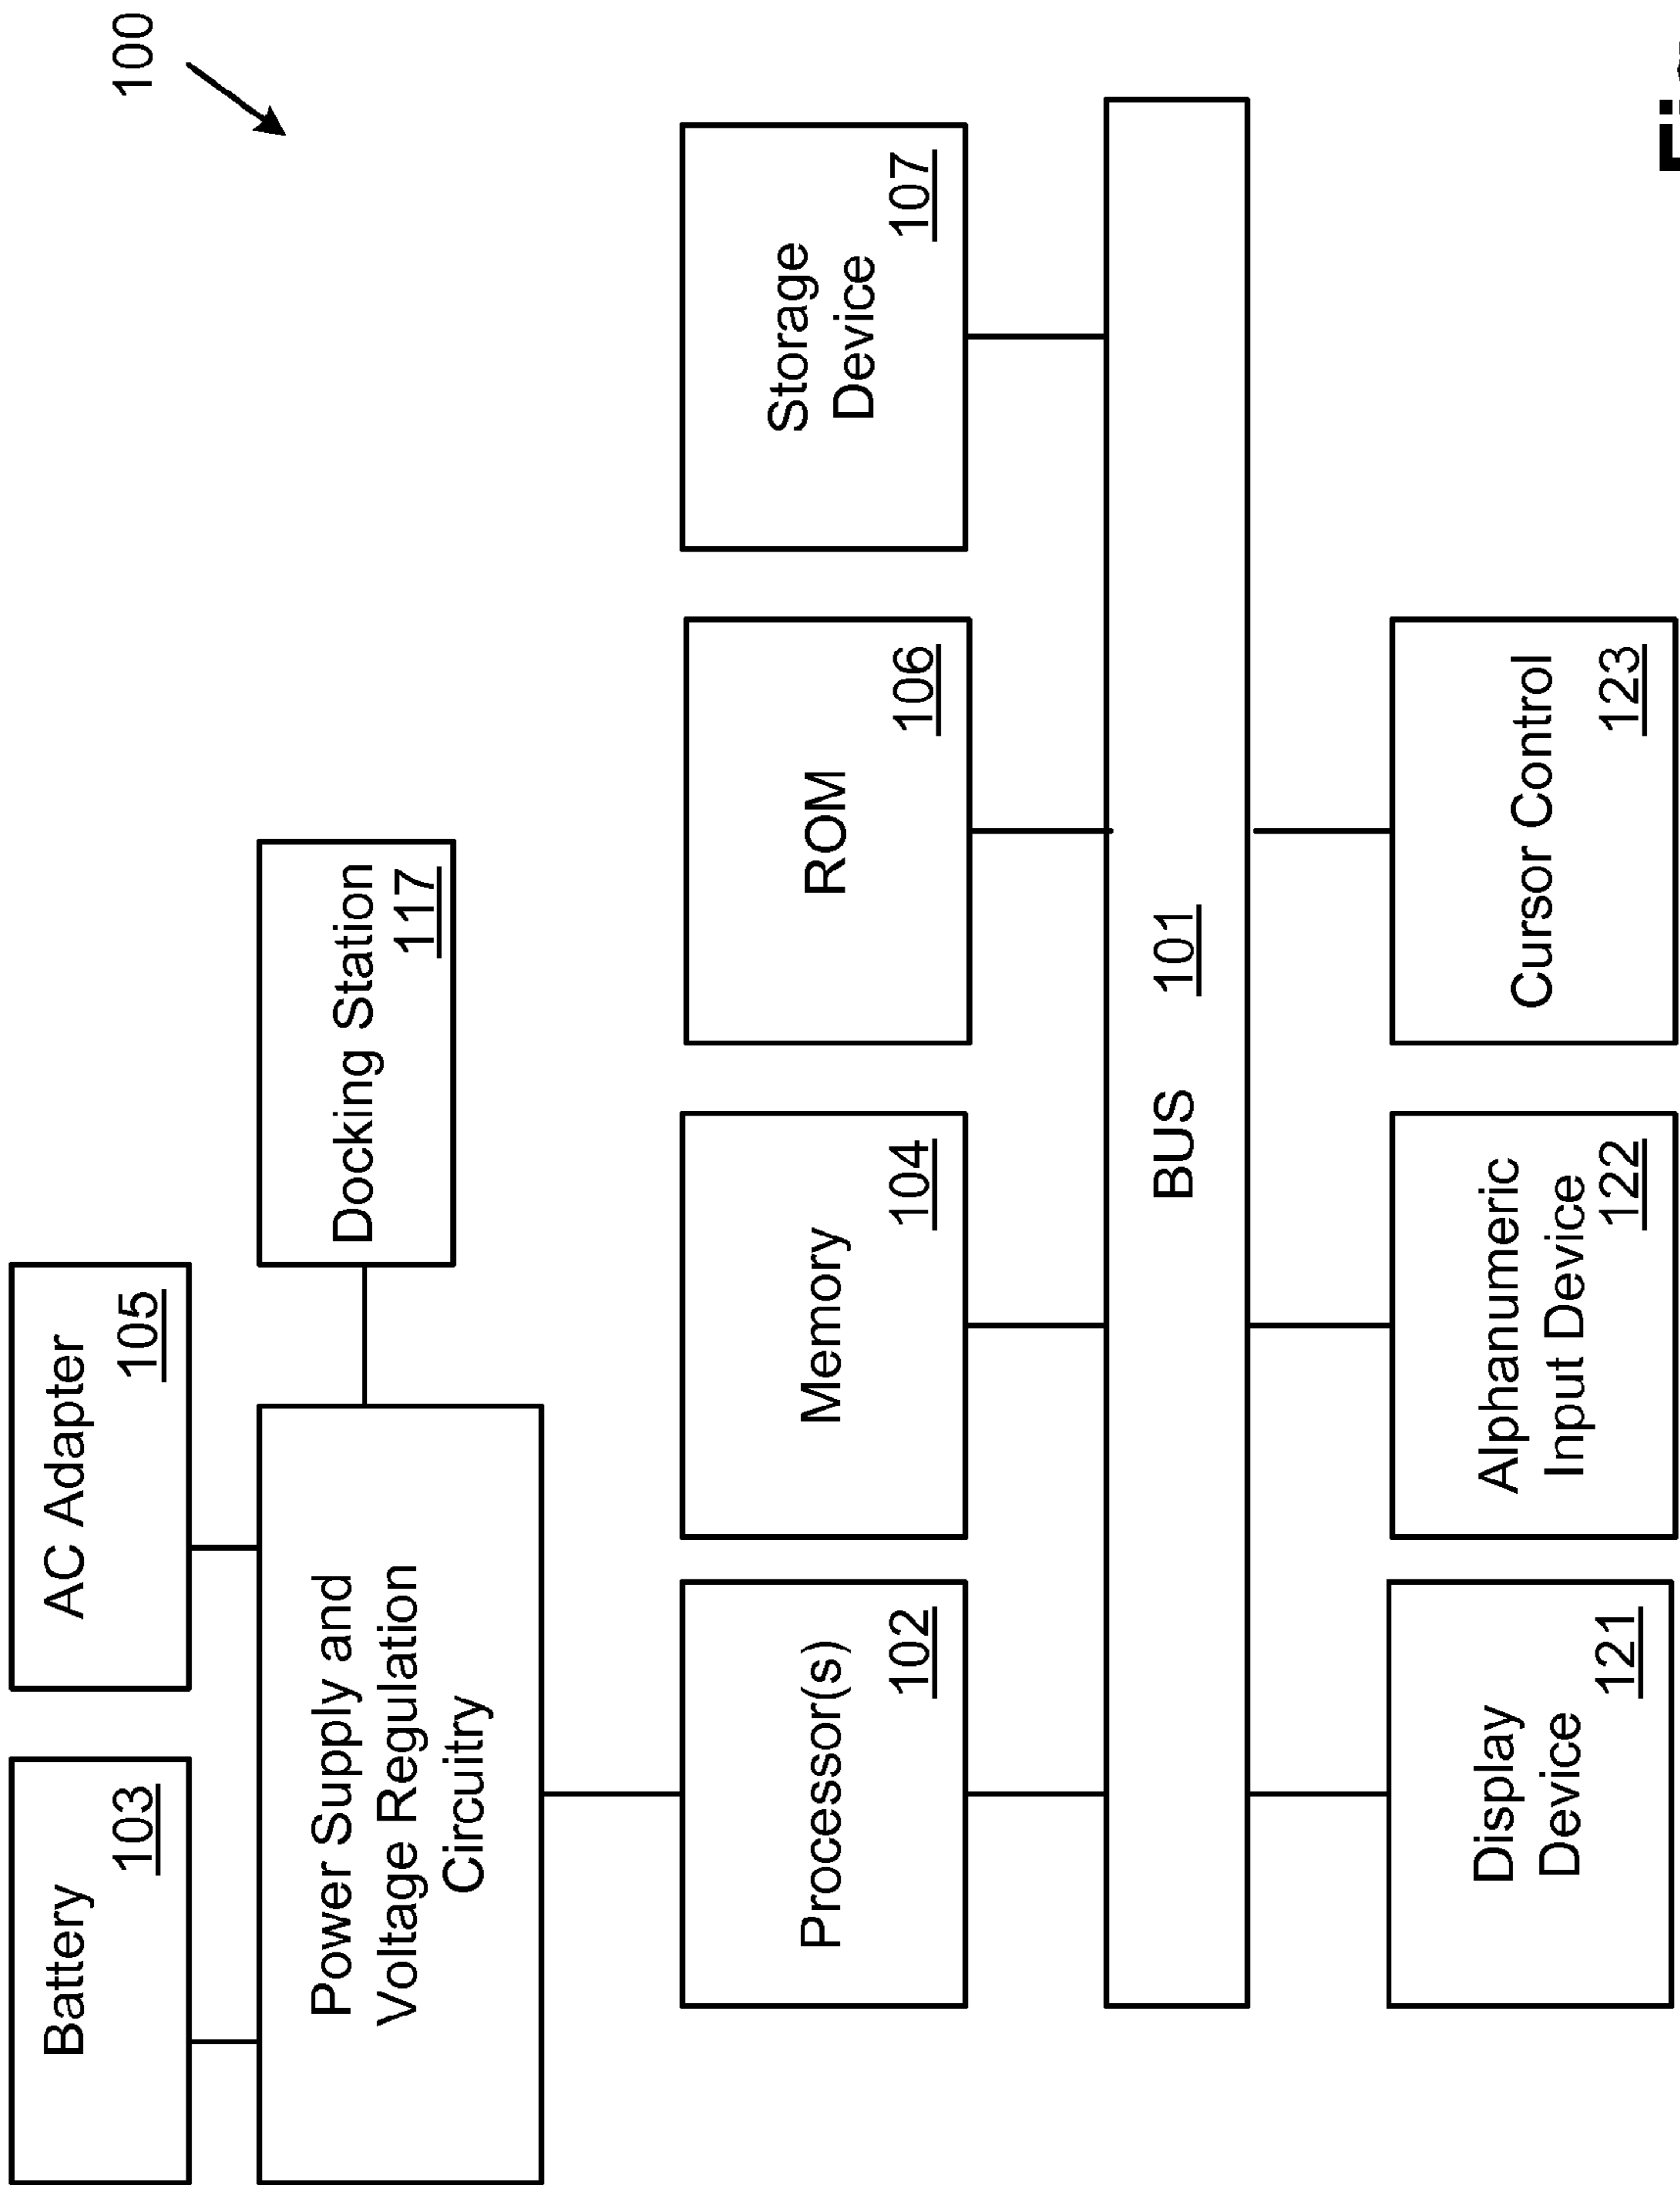 100
Battery
103
AC Adapter
105
Power Supply and
Voltage Regulation
Circuitry
Docking Station
117
Processor(s)
102
Memory
104
ROM
106
Storage
Device
107
BUS 101
Display
Device
121
Alphanumeric
Input Device
122
Cursor Control
123